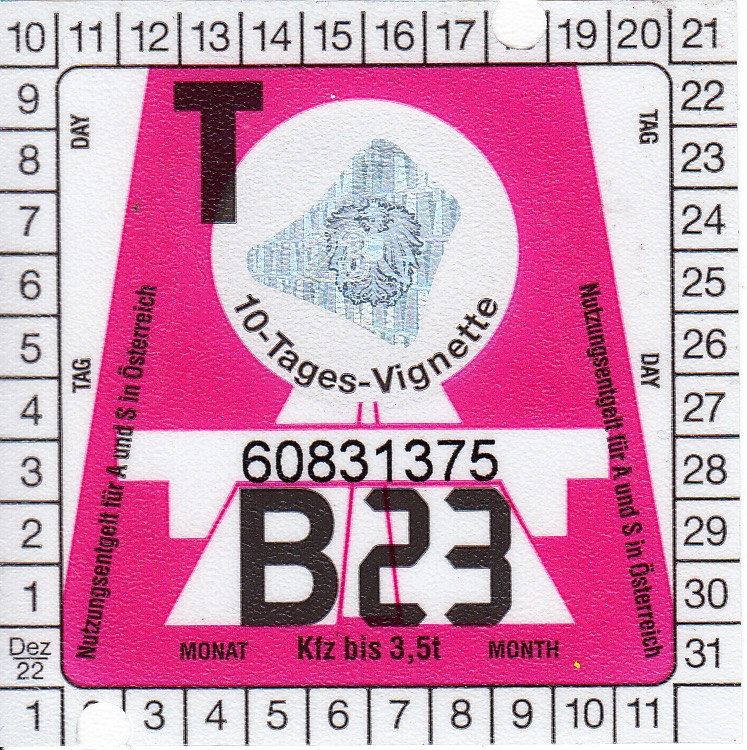 10 11 12 13 14 15 16 17 19 20 21
9 22
8 23
7 24
6 25
5 26
4 27
3 28
2 29
1 30
Dez 22 31
1 3 4 5 6 7 8 9 10 11
DAY
TAG
TAG
DAY
T
10-Tages-Vignette
Nutzungsentgelt für A und S in Österreich
Nutzungsentgelt für A und S in Österreich
60831375
B23
MONAT Kfz bis 3,5t MONTH